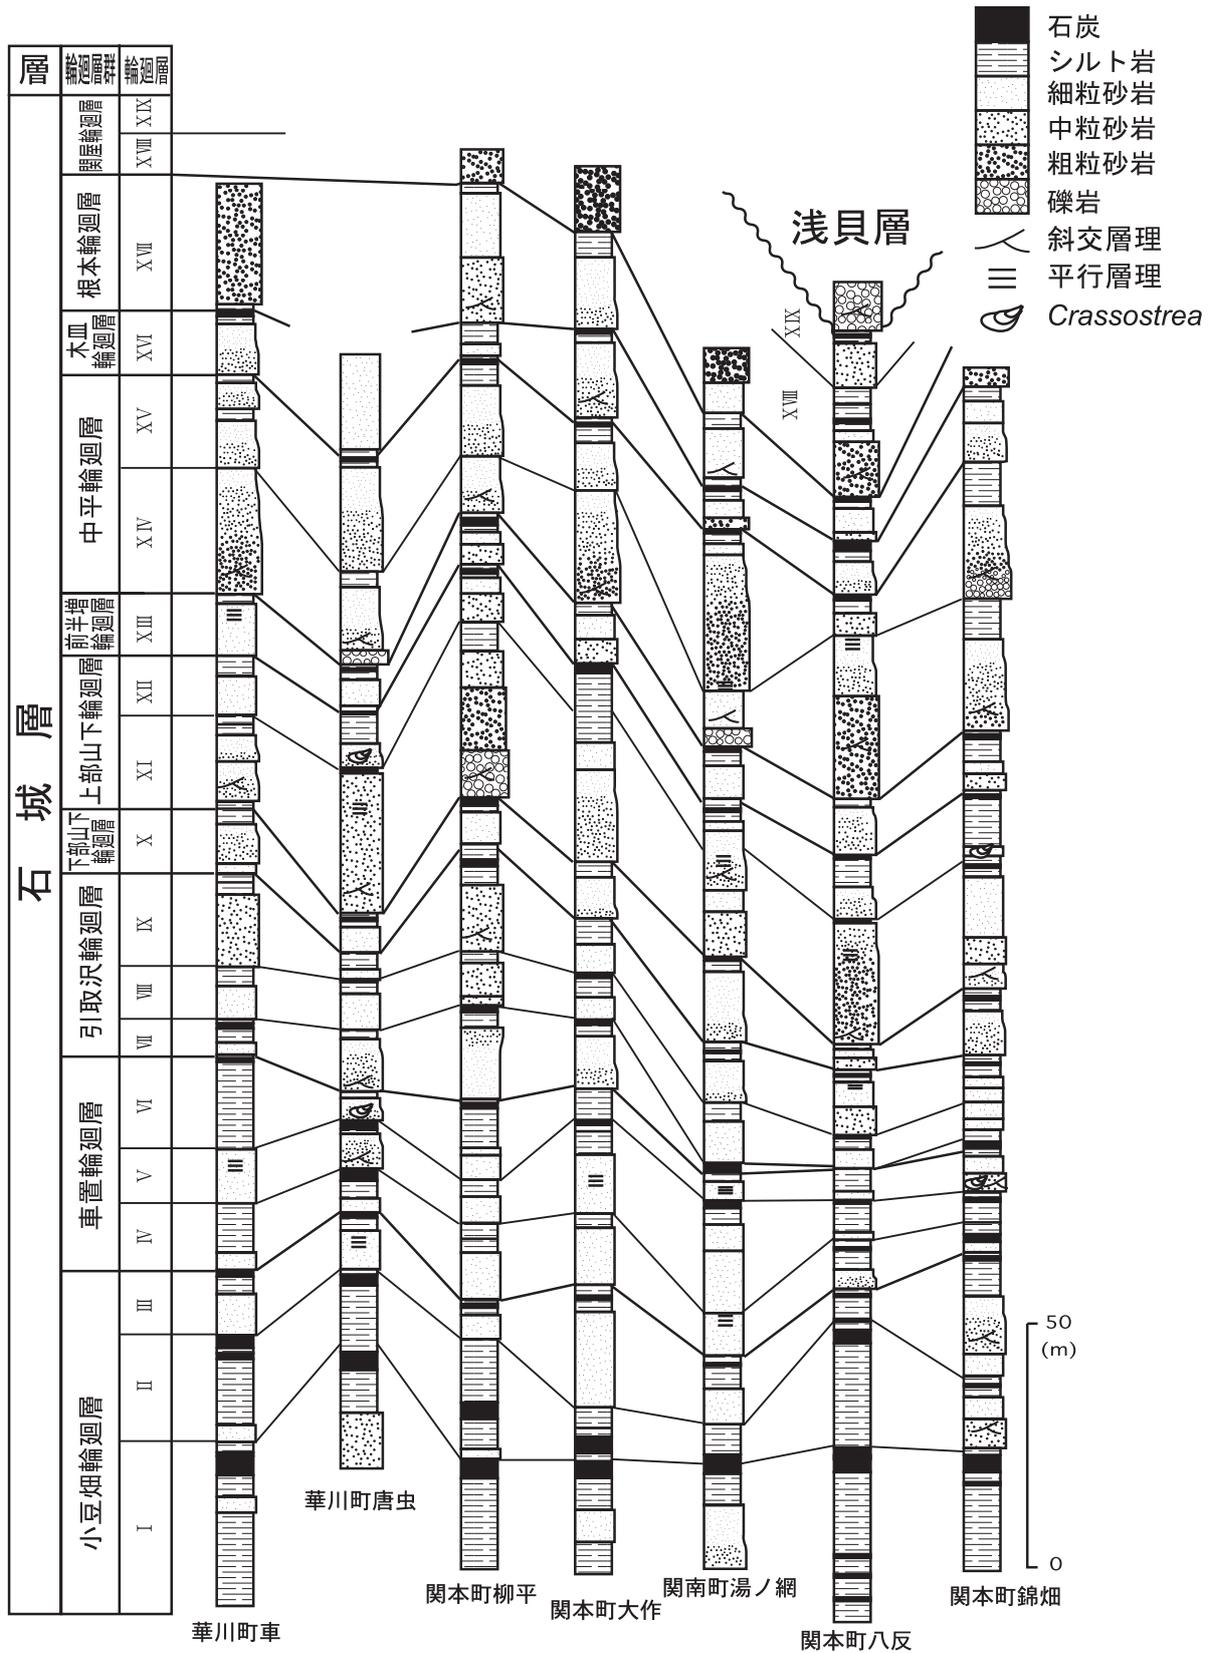 石炭
シルト岩
細粒砂岩
中粒砂岩
粗粒砂岩
礫岩
斜交層理
平行層理
Crassostrea
層
輪廻層群
輪廻層
石城層
関屋輪廻層
根本輪廻層
木皿
輪廻層
中平輪廻層
前半増
輪廻層
上部山下輪廻層
下部山下
輪廻層
引取沢輪廻層
車置輪廻層
小豆畑輪廻層
XIX
XVIII
XVII
XVI
XV
XIV
XIII
XII
XI
X
IX
VIII
VII
VI
V
IV
III
II
I
浅貝層
XIX
XVIII
50
(m)
0
華川町車
華川町唐虫
関本町柳平
関本町大作
関南町湯ノ網
関本町八反
関本町錦畑